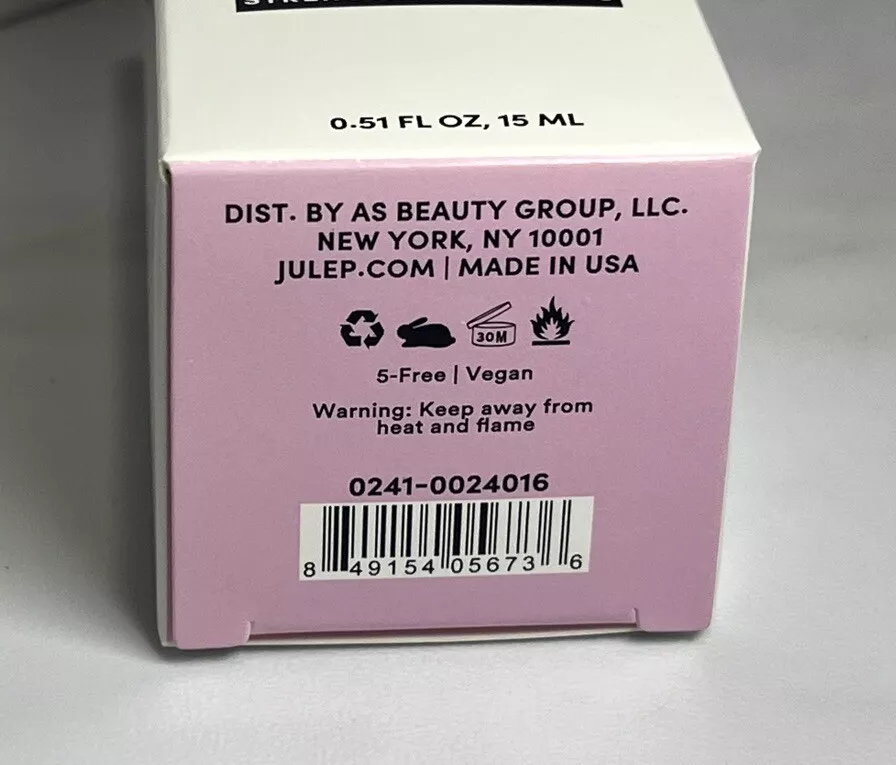 0.51 FL OZ, 15 ML
DIST. BY AS BEAUTY GROUP, LLC.
NEW YORK, NY 10001
JULEP.COM | MADE IN USA
30M
5-Free | Vegan
Warning: Keep away from
heat and flame
0241-0024016
8 49154 05673 6